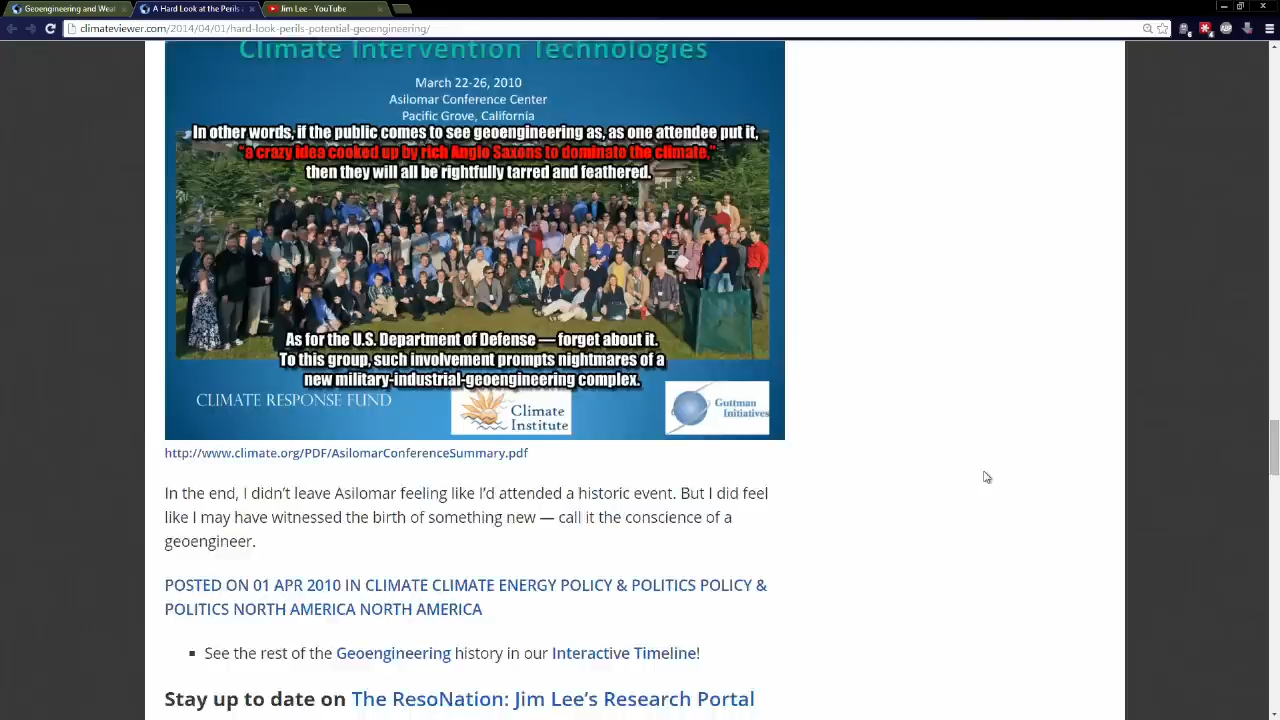 Geoengineering and Weat
A Hard Look at the Perils
Jim Lee - YouTube
climateviewer.com/2014/04/01/hard-look-perils-potential-geoengineering/
Climate Intervention Technologies
March 22-26, 2010
Asilomar Conference Center
Pacific Grove, California
In other words, if the public comes to see geoengineering as, as one attendee put it,
"a crazy idea cooked up by rich Anglo Saxons to dominate the climate,"
then they will all be rightfully tarred and feathered.
As for the U.S. Department of Defense — forget about it.
To this group, such involvement prompts nightmares of a
new military-industrial-geoengineering complex.
CLIMATE RESPONSE FUND
Climate
Institute
Guttman
Initiatives
http://www.climate.org/PDF/AsilomarConferenceSummary.pdf
In the end, I didn't leave Asilomar feeling like I'd attended a historic event. But I did feel
like I may have witnessed the birth of something new — call it the conscience of a
geoengineer.
POSTED ON 01 APR 2010 IN CLIMATE CLIMATE ENERGY POLICY & POLITICS POLICY &
POLITICS NORTH AMERICA NORTH AMERICA
See the rest of the Geoengineering history in our Interactive Timeline!
Stay up to date on The ResoNation: Jim Lee's Research Portal